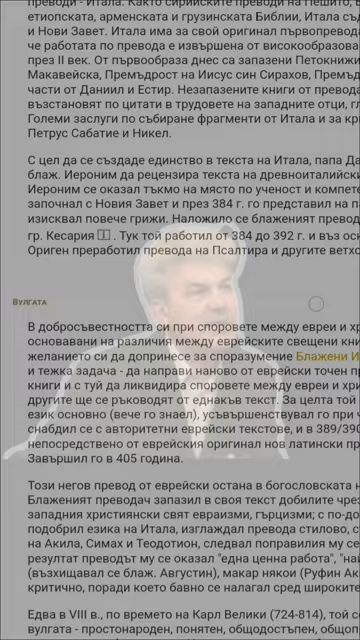 преводи - Итала. Както сирийските преводи на Пешито, Е
етиопската, арменската и грузинската Библии, Итала съд
и Нови Завет. Итала има за свой оригинал първопревода
че работата по превода е извършена от високообразова
през II век. От първообраза днес са запазени Петокнижи
Макавейска, Премъдрост на Иисус син Сирахов, Премъд
части от Даниил и Естир. Незапазените книги от превода
възстановят по цитати в трудовете на западните отци, гл
Големи заслуги по събиране фрагменти от Итала и за кр
Петрус Сабатие и Никел.
С цел да се създаде единство в текста на Итала, папа Да
блаж. Иероним да рецензира текста на древноиталийски
Иероним се оказал тъкмо на място по ученост и компете
започнал с Новия Завет и през 384 г. го представил на па
изисквал повече грижи. Наложило се блаженият превод
гр. Кесария. Тук той работил от 384 до 392 г. и въз осн
Ориген преработил превода на Псалтира и другите ветхо
ВУЛГАТА
В добросъвестността си при споровете между евреи и хр
основавани на различия между еврейските свещени книг
желанието си да допринесе за споразумение Блажени И
и тежка задача - да направи наново от еврейски точен пр
книги и с туй да ликвидира споровете между евреи и хри
другите ще се ръководят от еднакъв текст. За целта той
език основно (вече го знаел), усъвършенствувал го при ч
снабдил се с авторитетни еврейски текстове, и в 389/390
непосредствено от еврейския оригинал нов латински пр
Завършил го в 405 година.
Този негов превод от еврейски остана в богословската н
Блаженият преводач запазил в своя текст добилите чрез
западния християнски свят евраизми, гърцизми; с по-до
подобрил езика на Итала, изглаждал превода стилово, с
на Акила, Симах и Теодотион, следвал поправилия му се
резултат преводът му се оказал "една ценна работа", "най
(възхищавал се блаж. Августин), макар някои (Руфин Ак
критично, поради което бавно се налагал сред широките
Едва в VIII в., по времето на Карл Велики (724-814), той с
вулгата - простонароден, понятен, общодостъпен, общоп